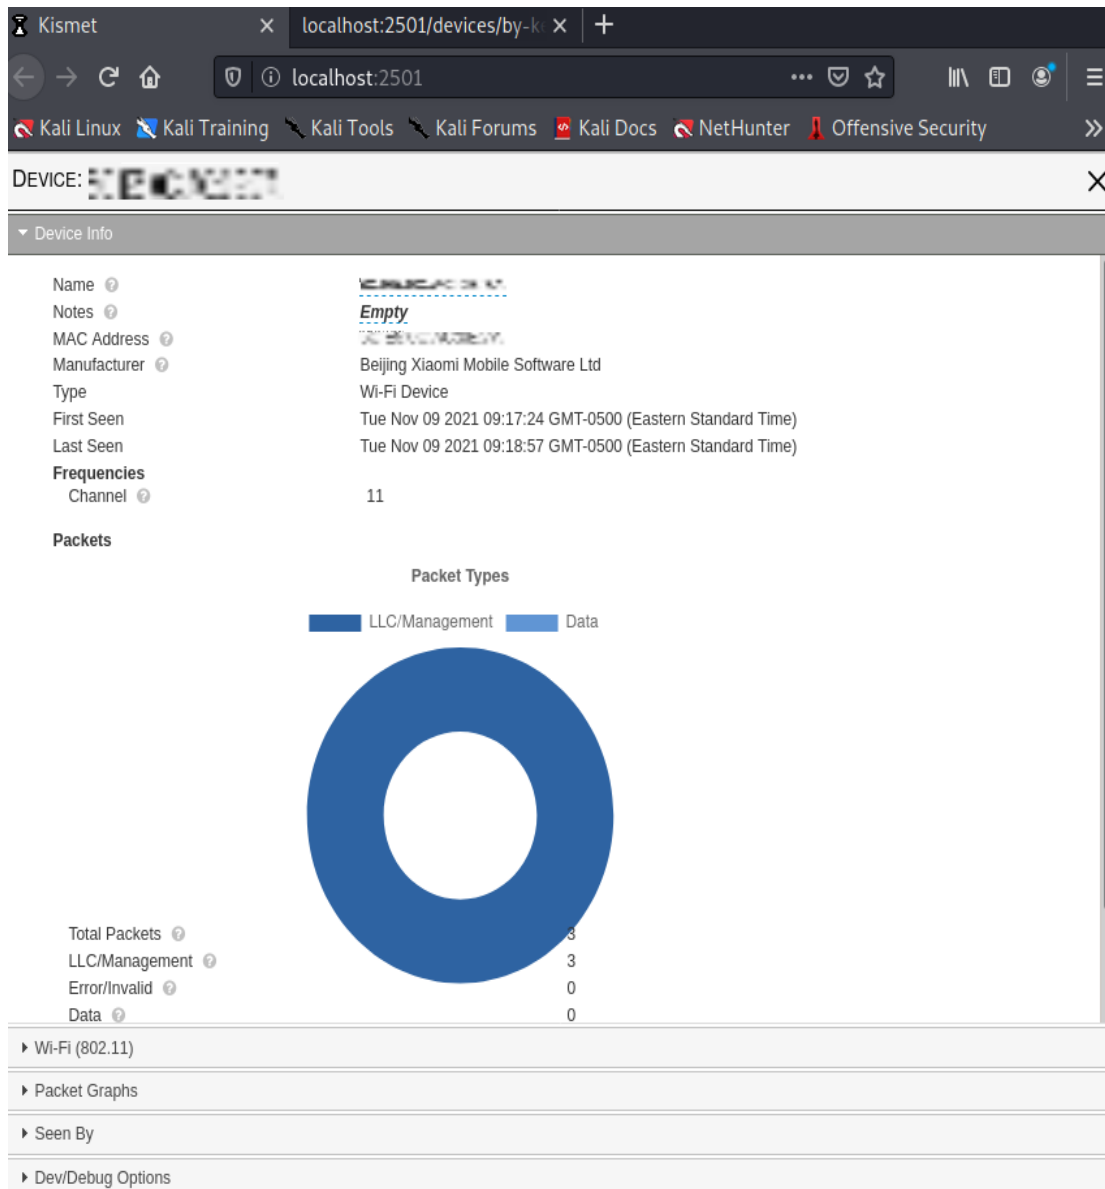 Kismet
localhost:2501/devices/by-k
localhost:2501
Kali Linux Kali Training Kali Tools Kali Forums Kali Docs NetHunter Offensive Security
DEVICE:
Device Info
Name
Notes Empty
MAC Address
Manufacturer Beijing Xiaomi Mobile Software Ltd
Type Wi-Fi Device
First Seen Tue Nov 09 2021 09:17:24 GMT-0500 (Eastern Standard Time)
Last Seen Tue Nov 09 2021 09:18:57 GMT-0500 (Eastern Standard Time)
Frequencies
Channel 11
Packets
Packet Types
LLC/Management Data
Total Packets 3
LLC/Management 3
Error/Invalid 0
Data 0
Wi-Fi (802.11)
Packet Graphs
Seen By
Dev/Debug Options